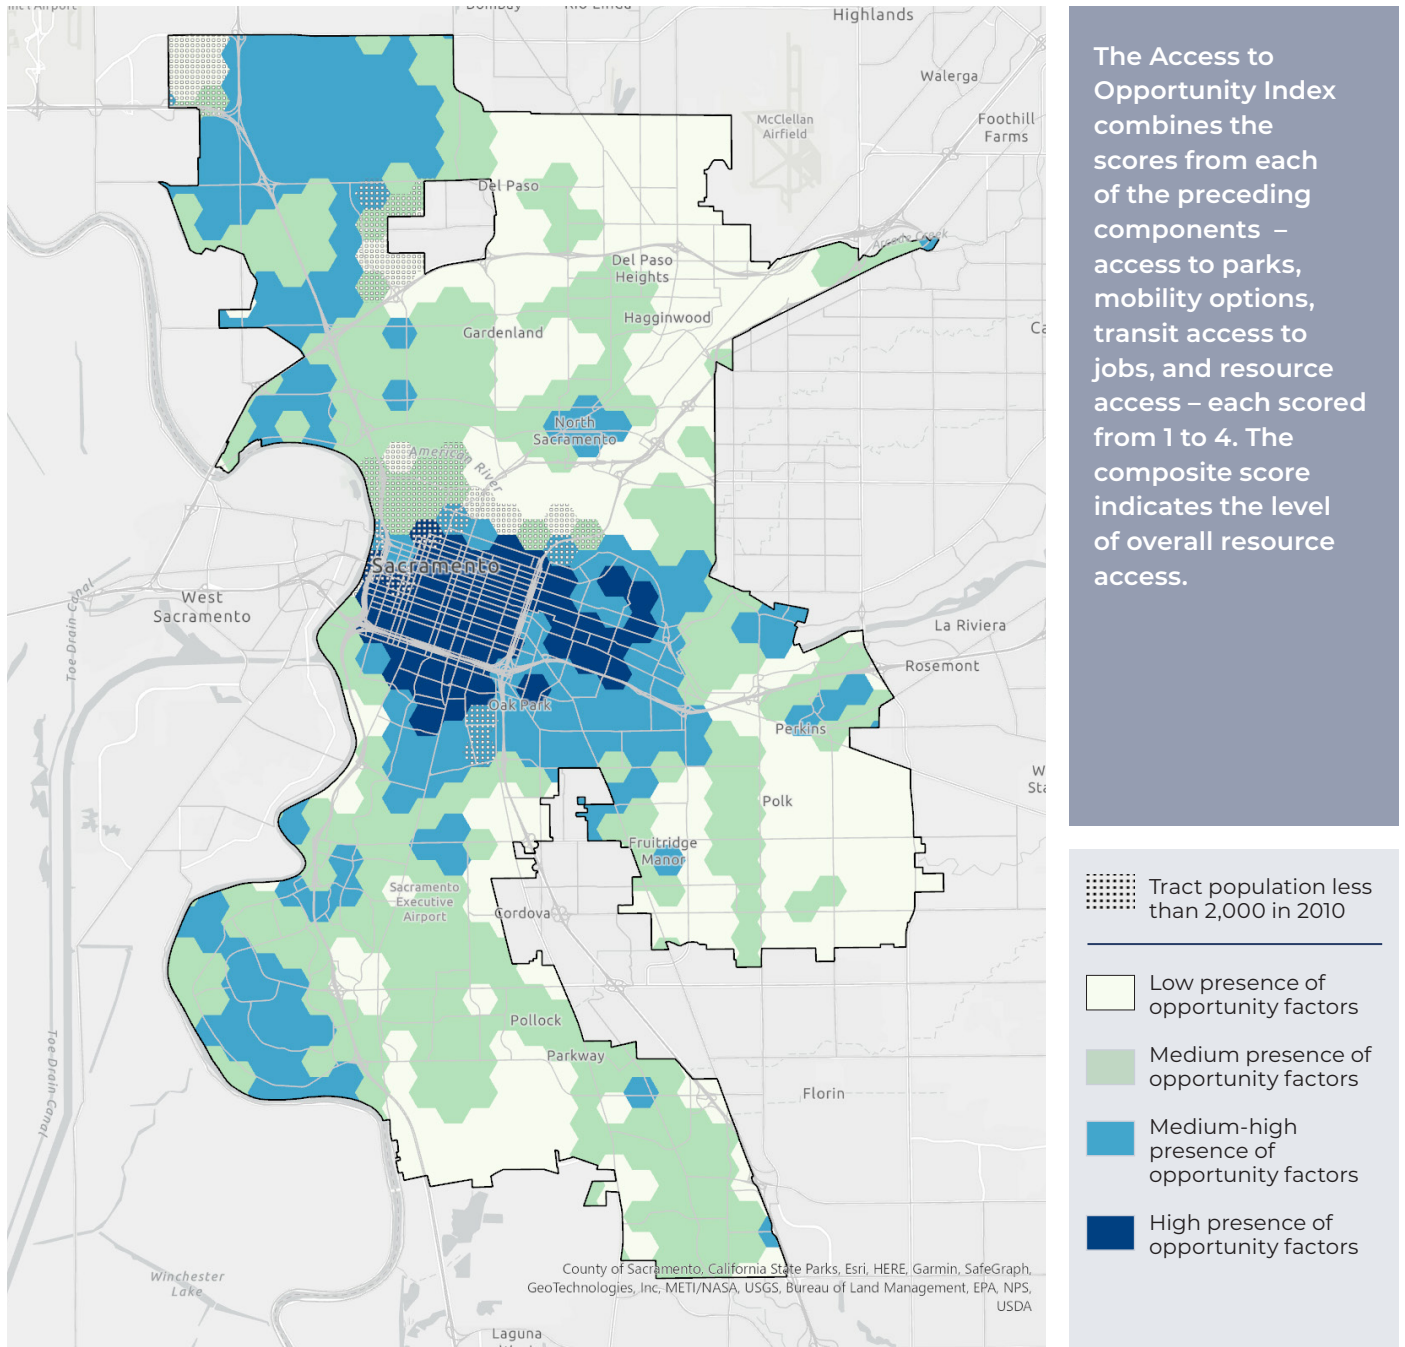 Highlands
Walerga
McClellan
Airfield
Foothill
Farms
Del Paso
Arcade Creek
Del Paso
Heights
Hagginwood
Gardenland
North
Sacramento
American River
Sacramento
West
Sacramento
Toe Drain Canal
La Riviera
Rosemont
Oak Park
Perkins
Polk
Fruitridge
Manor
Sacramento
Executive
Airport
Cordova
Pollock
Parkway
Toe Drain Canal
Florin
Winchester
Lake
Laguna
County of Sacramento, California State Parks, Esri, HERE, Garmin, SafeGraph,
GeoTechnologies, Inc, METI/NASA, USGS, Bureau of Land Management, EPA, NPS,
USDA
The Access to
Opportunity Index
combines the
scores from each
of the preceding
components –
access to parks,
mobility options,
transit access to
jobs, and resource
access – each scored
from 1 to 4. The
composite score
indicates the level
of overall resource
access.
Tract population less
than 2,000 in 2010
Low presence of
opportunity factors
Medium presence of
opportunity factors
Medium-high
presence of
opportunity factors
High presence of
opportunity factors